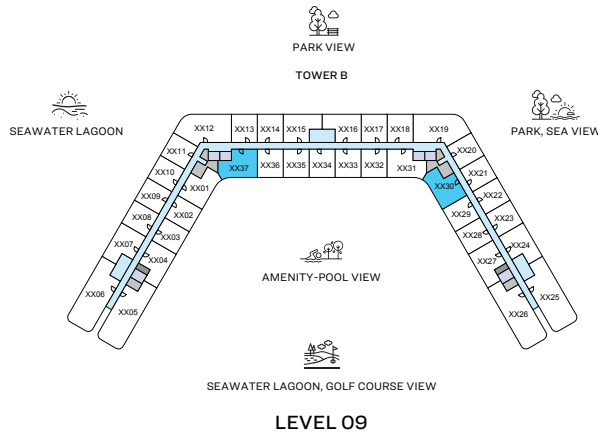 PARK VIEW
TOWER B
SEAWATER LAGOON
PARK, SEA VIEW
XX12
XX13
XX14
XX15
XX16
XX17
XX18
XX19
XX11
XX37
XX36
XX35
XX34
XX33
XX32
XX31
XX20
XX10
XX01
XX30
XX21
XX09
XX02
XX29
XX22
XX08
XX03
XX28
XX23
XX07
XX04
XX27
XX24
XX06
XX05
XX26
XX25
AMENITY-POOL VIEW
SEAWATER LAGOON, GOLF COURSE VIEW
LEVEL 09